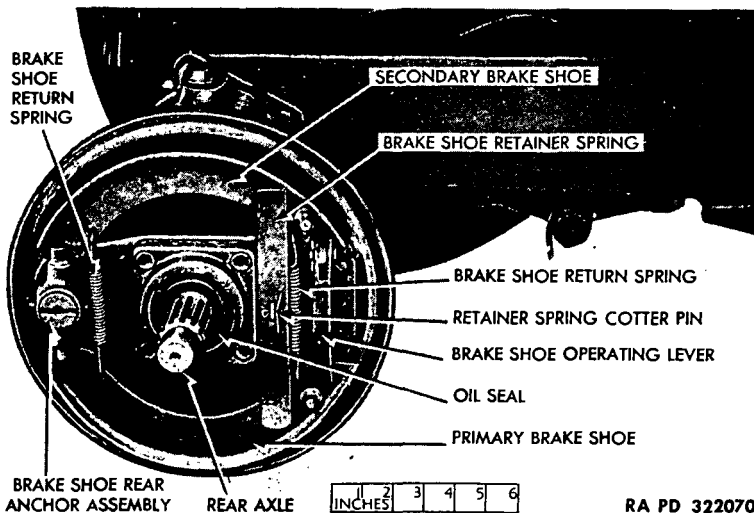 BRAKE
SHOE
RETURN
SPRING
SECONDARY BRAKE SHOE
BRAKE SHOE RETAINER SPRING
BRAKE SHOE RETURN SPRING
RETAINER SPRING COTTER PIN
BRAKE SHOE OPERATING LEVER
OIL SEAL
PRIMARY BRAKE SHOE
BRAKE SHOE REAR
ANCHOR ASSEMBLY
REAR AXLE
1 2 3 4 5 6
INCHES
RA PD 322070